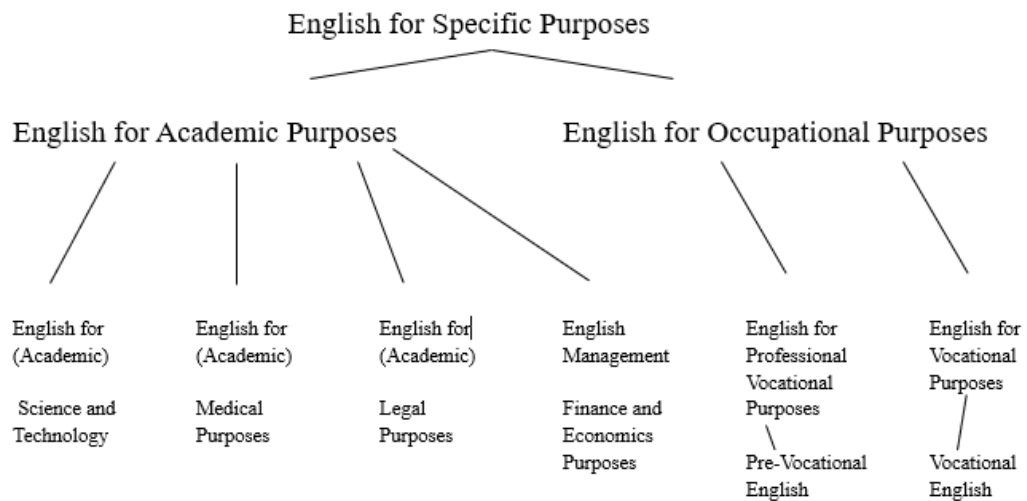 English for Specific Purposes
English for Academic Purposes
English for Occupational Purposes
English for
(Academic)
Science and
Technology
English for
(Academic)
Medical
Purposes
English for
(Academic)
Legal
Purposes
English
Management
Finance and
Economics
Purposes
English for
Professional
Vocational
Purposes
Pre-Vocational
English
English for
Vocational
Purposes
Vocational
English